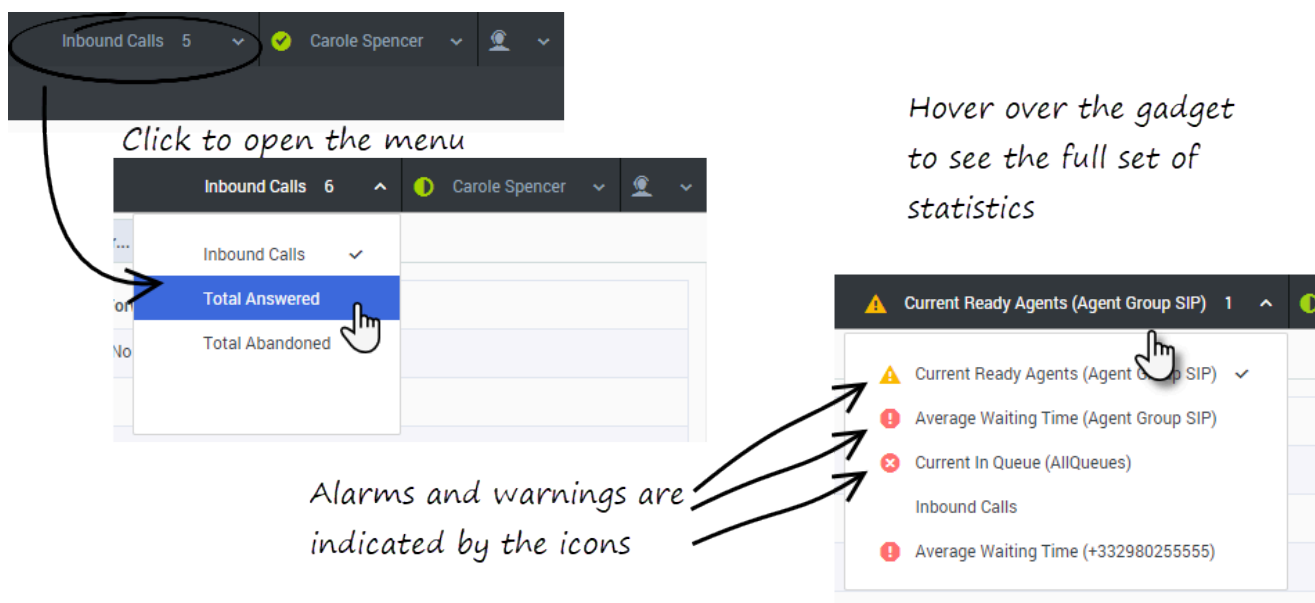 Inbound Calls 5 Carole Spencer
Click to open the menu
Inbound Calls 6 Carole Spencer
Inbound Calls
Total Answered
Total Abandoned
No
Hover over the gadget
to see the full set of
statistics
Current Ready Agents (Agent Group SIP) 1
Current Ready Agents (Agent Group SIP)
Average Waiting Time (Agent Group SIP)
Current In Queue (AllQueues)
Inbound Calls
Average Waiting Time (+332980255555)
Alarms and warnings are
indicated by the icons